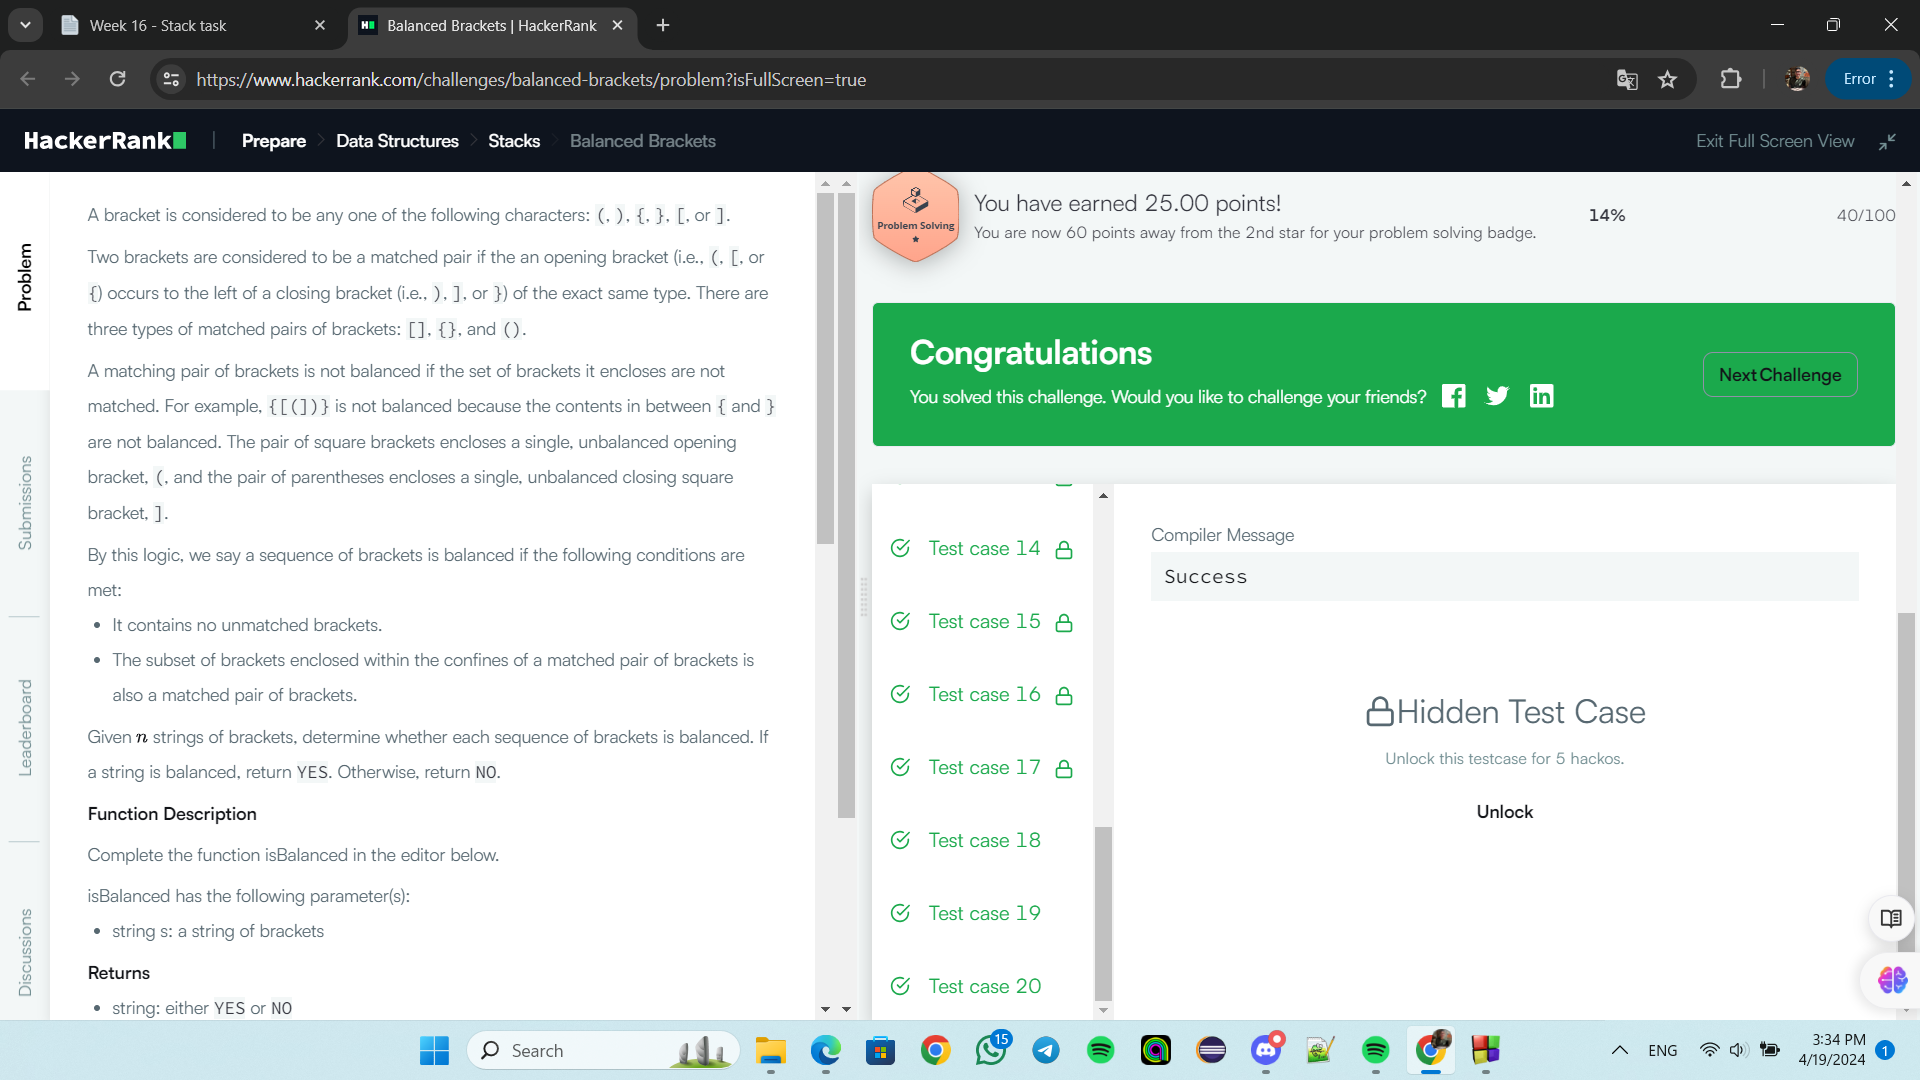 Week 16 - Stack task
Balanced Brackets | HackerRank
https://www.hackerrank.com/challenges/balanced-brackets/problem?isFullScreen=true
Error
HackerRank
Prepare
Data Structures
Stacks
Balanced Brackets
Exit Full Screen View
Problem
Submissions
Leaderboard
Discussions
A bracket is considered to be any one of the following characters: (, ), {, }, [, or ].
Two brackets are considered to be a matched pair if the an opening bracket (i.e., (, [, or
{) occurs to the left of a closing bracket (i.e., ), ], or }) of the exact same type. There are
three types of matched pairs of brackets: [], {}, and ().
A matching pair of brackets is not balanced if the set of brackets it encloses are not
matched. For example, {[(])} is not balanced because the contents in between { and }
are not balanced. The pair of square brackets encloses a single, unbalanced opening
bracket, (, and the pair of parentheses encloses a single, unbalanced closing square
bracket, ].
By this logic, we say a sequence of brackets is balanced if the following conditions are
met:
• It contains no unmatched brackets.
• The subset of brackets enclosed within the confines of a matched pair of brackets is
also a matched pair of brackets.
Given n strings of brackets, determine whether each sequence of brackets is balanced. If
a string is balanced, return YES. Otherwise, return NO.
Function Description
Complete the function isBalanced in the editor below.
isBalanced has the following parameter(s):
• string s: a string of brackets
Returns
• string: either YES or NO
Problem Solving
You have earned 25.00 points!
You are now 60 points away from the 2nd star for your problem solving badge.
14%
40/100
Congratulations
You solved this challenge. Would you like to challenge your friends?
Next Challenge
Test case 14
Test case 15
Test case 16
Test case 17
Test case 18
Test case 19
Test case 20
Compiler Message
Success
Hidden Test Case
Unlock this testcase for 5 hackos.
Unlock
Search
15
ENG
3:34 PM
4/19/2024
1